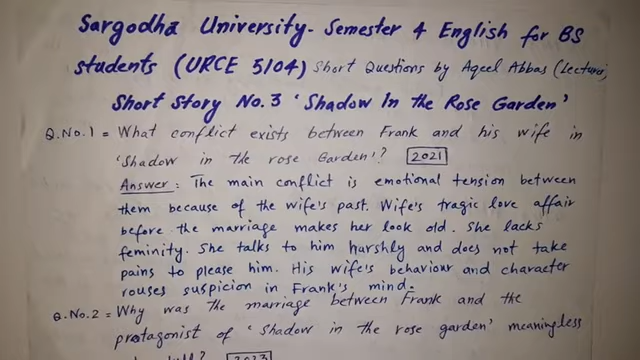 Sargodha University- Semester 4 English for BS
students (URCE 5104) Short Questions by Aqeel Abbas (Lecturer)
Short Story No.3 'Shadow In the Rose Garden'
Q.No.1 = What conflict exists between Frank and his wife in
'Shadow in the rose Garden'? 2021
Answer: The main conflict is emotional tension between
them because of the wife's past. Wife's tragic love affair
before the marriage makes her look old. She lacks
feminity. She talks to him harshly and does not take
pains to please him. His wife's behaviour and character
rouses suspicion in Frank's mind.
Q.No.2 = Why was the marriage between Frank and the
protagonist of 'Shadow in the rose garden' meaningless
2023